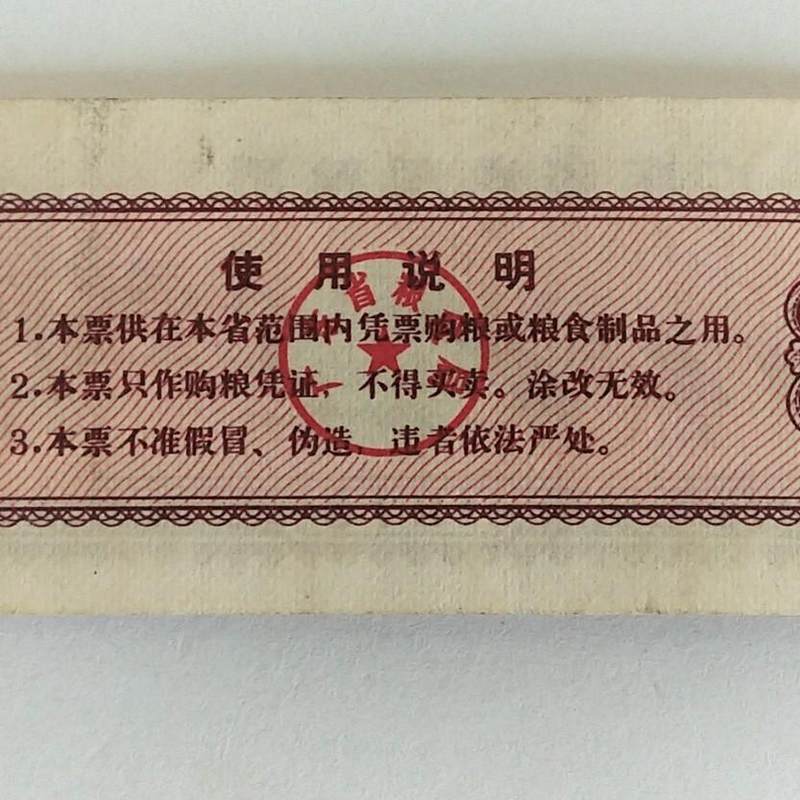 使用说明
1.本票供在本省范围内凭票购粮或粮食制品之用。
2.本票只作购粮凭证，不得买卖。涂改无效。
3.本票不准假冒、伪造，违者依法严处。
省粮